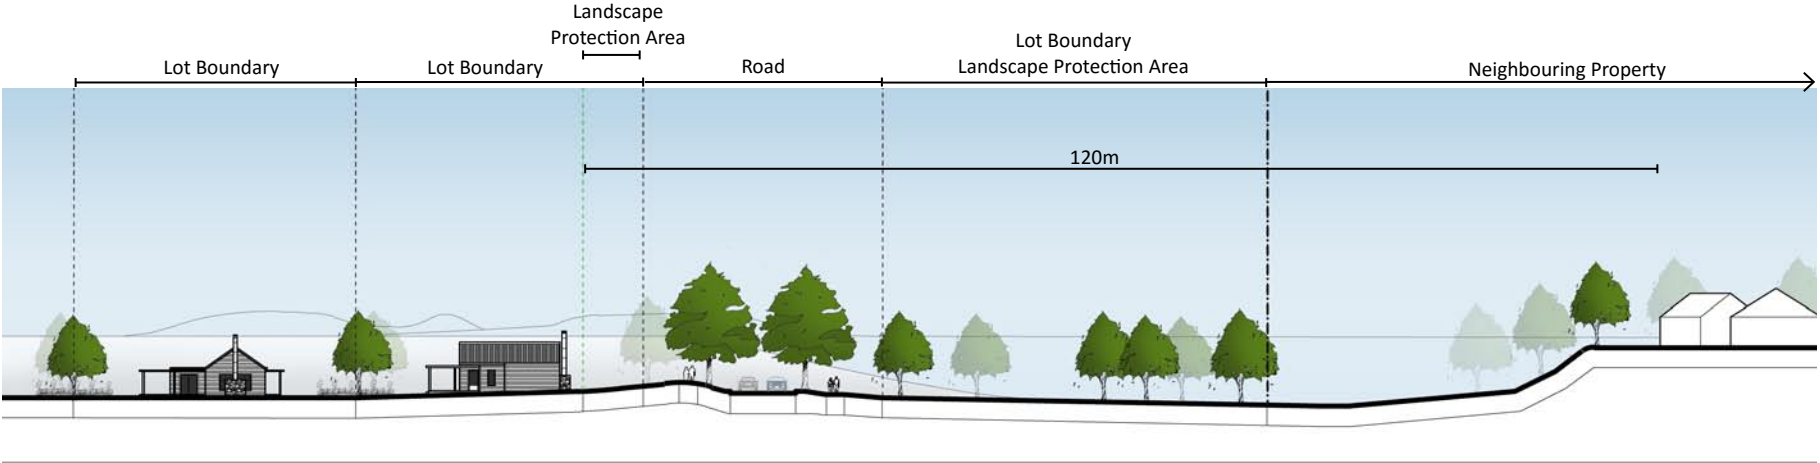 Landscape
Protection Area
Lot Boundary
Lot Boundary
Road
Lot Boundary
Landscape Protection Area
Neighbouring Property
120m